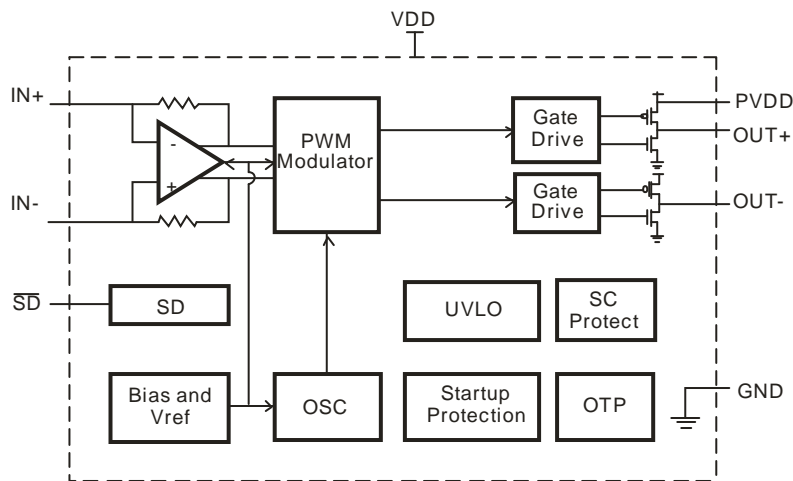 VDD
IN+
PWM
Modulator
-
+
Gate
Drive
PVDD
OUT+
IN-
Gate
Drive
OUT-
S̅D̅
SD
UVLO
SC
Protect
Bias and
Vref
OSC
Startup
Protection
OTP
GND